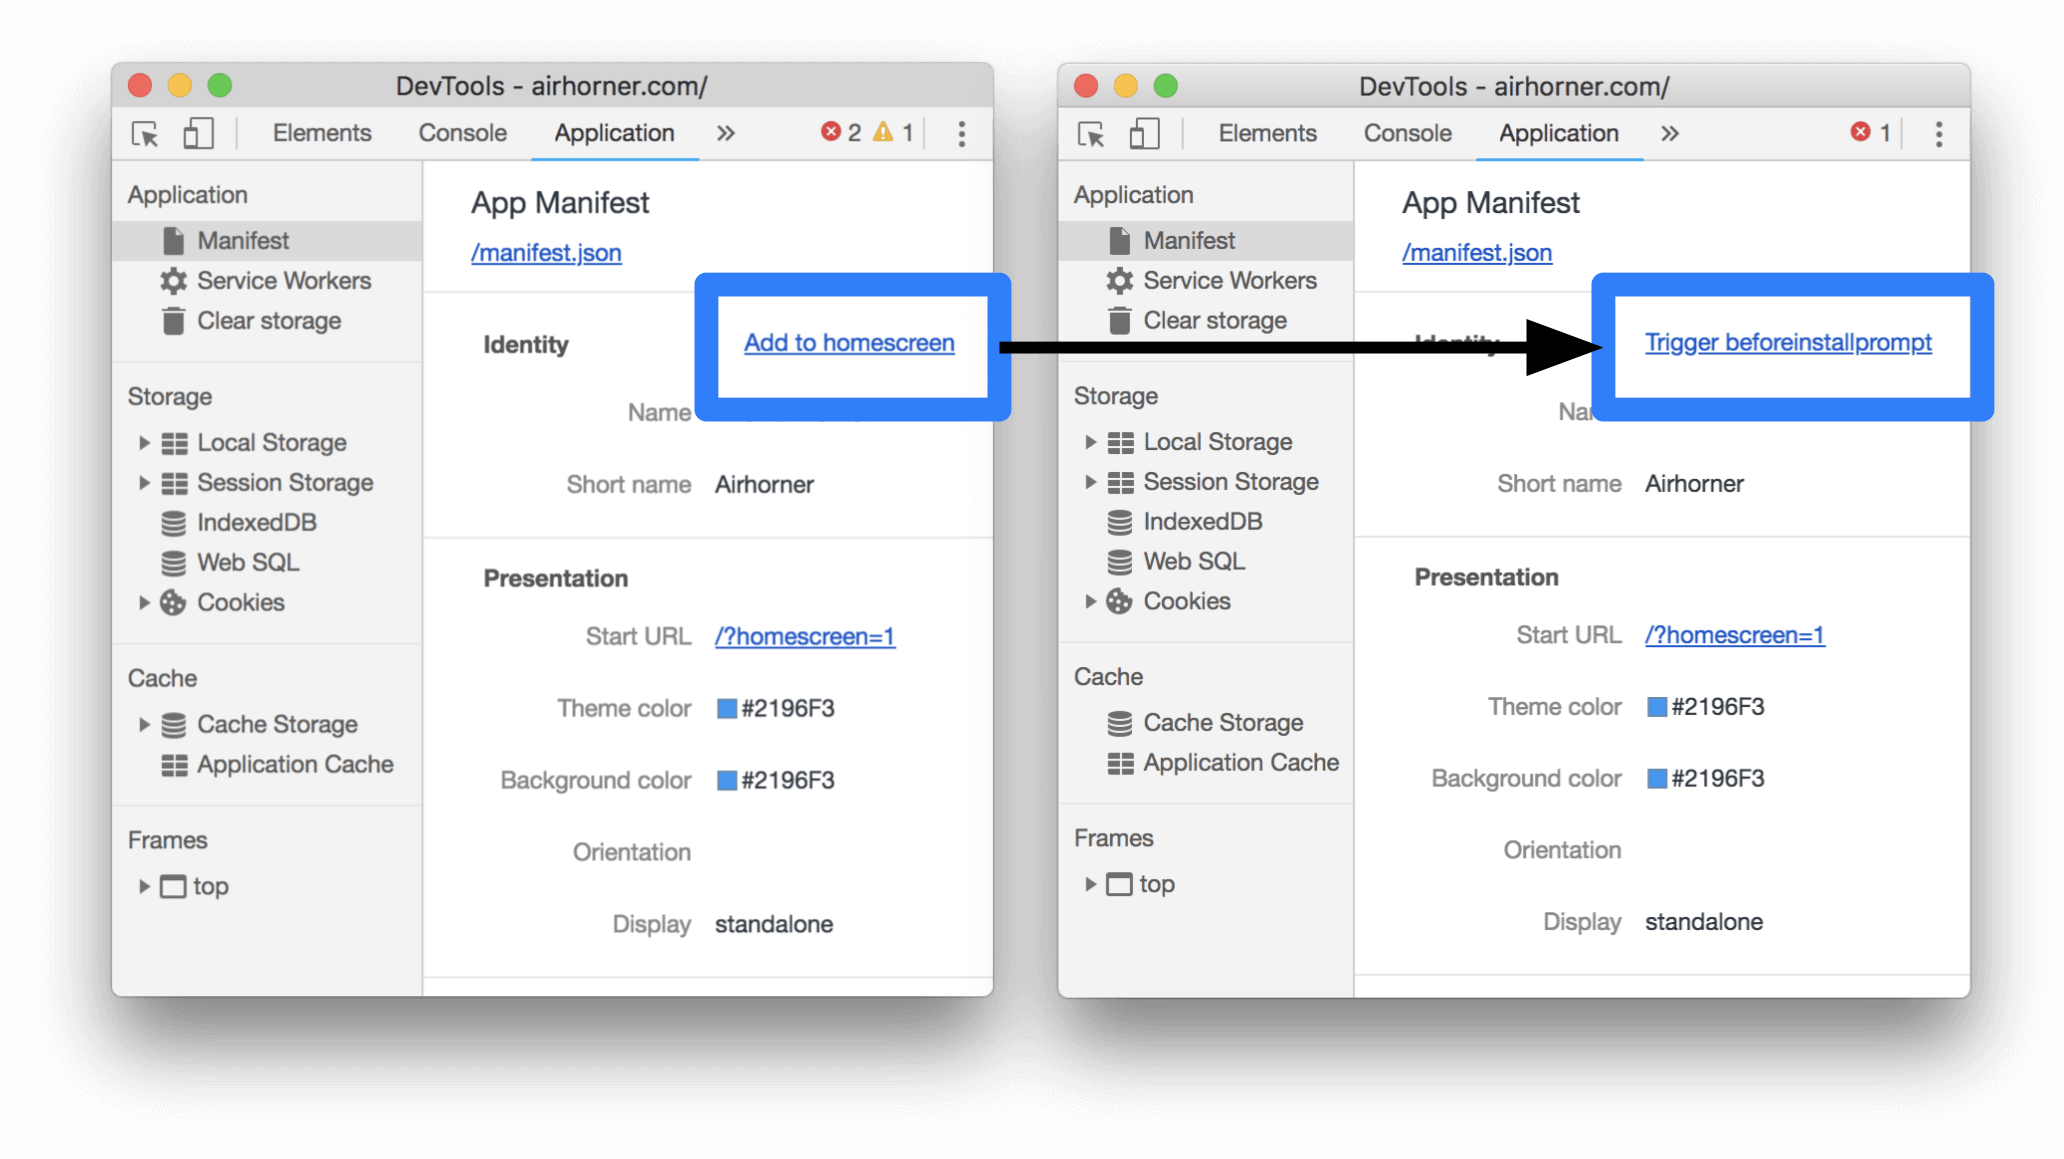 DevTools - airhorner.com/
Elements Console Application 2 1
Application
Manifest
Service Workers
Clear storage
Storage
Local Storage
Session Storage
IndexedDB
Web SQL
Cookies
Cache
Cache Storage
Application Cache
Frames
top
App Manifest
/manifest.json
Identity
Add to homescreen
Name
Short name Airhorner
Presentation
Start URL /?homescreen=1
Theme color #2196F3
Background color #2196F3
Orientation
Display standalone
DevTools - airhorner.com/
Elements Console Application 1
Application
Manifest
Service Workers
Clear storage
Storage
Local Storage
Session Storage
IndexedDB
Web SQL
Cookies
Cache
Cache Storage
Application Cache
Frames
top
App Manifest
/manifest.json
Identity
Trigger beforeinstallprompt
Short name Airhorner
Presentation
Start URL /?homescreen=1
Theme color #2196F3
Background color #2196F3
Orientation
Display standalone